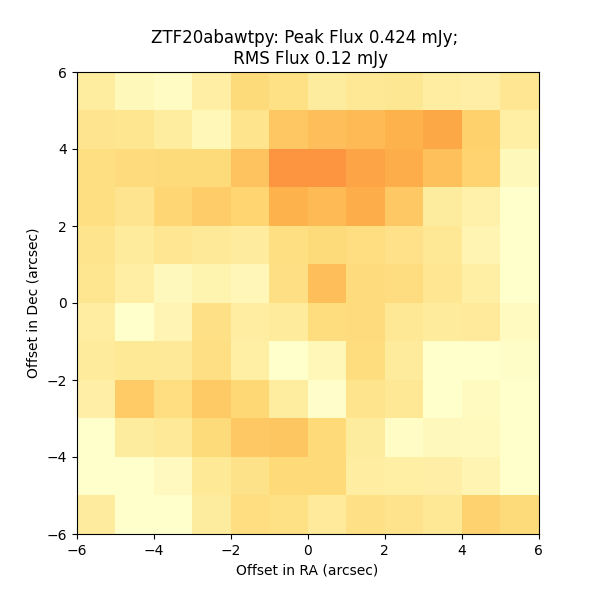 ZTF20abawtpy: Peak Flux 0.424 mJy;
RMS Flux 0.12 mJy
6
4
2
0
−2
−4
−6
Offset in Dec (arcsec)
−6 −4 −2 0 2 4 6
Offset in RA (arcsec)